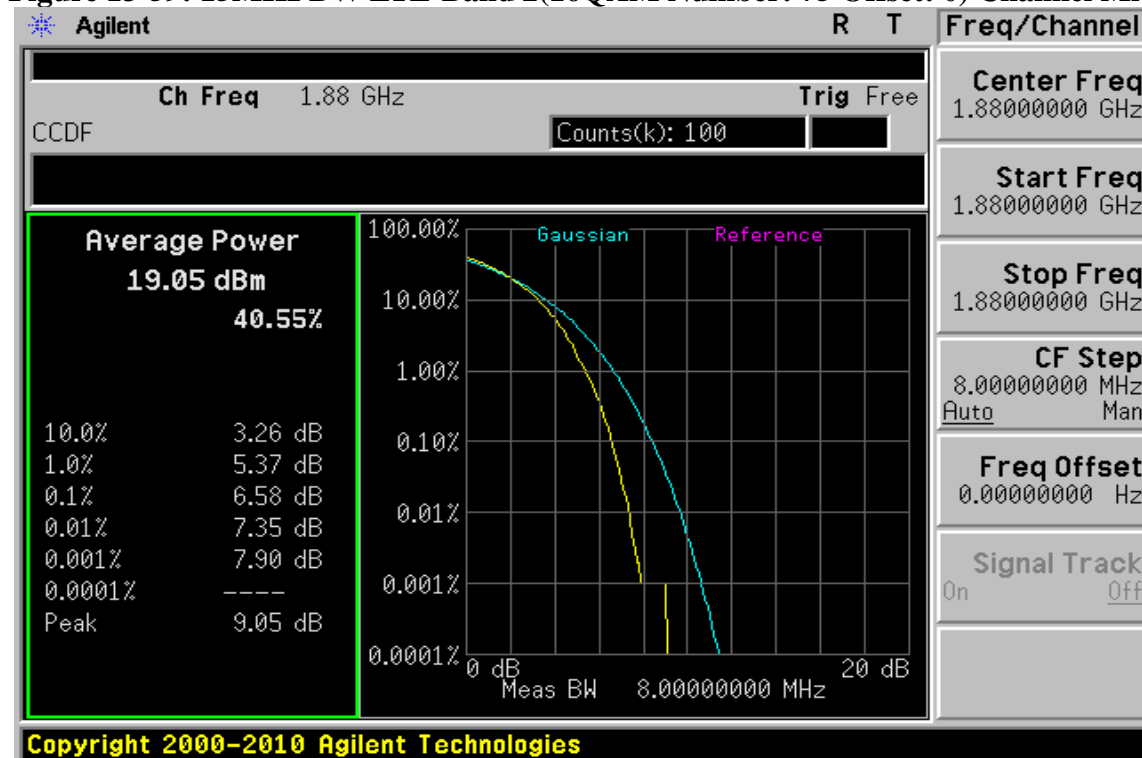 Agilent R T Freq/Channel
Ch Freq 1.88 GHz Trig Free
CCDF Counts(k): 100
Center Freq
1.88000000 GHz
Start Freq
1.88000000 GHz
Stop Freq
1.88000000 GHz
CF Step
8.00000000 MHz
Auto Man
Freq Offset
0.00000000 Hz
Signal Track
On Off
Average Power
19.05 dBm
40.55%
10.0% 3.26 dB
1.0% 5.37 dB
0.1% 6.58 dB
0.01% 7.35 dB
0.001% 7.90 dB
0.0001% ----
Peak 9.05 dB
Gaussian Reference
100.00%
10.00%
1.00%
0.10%
0.01%
0.001%
0.0001%
0 dB 20 dB
Meas BW 8.00000000 MHz
Copyright 2000-2010 Agilent Technologies